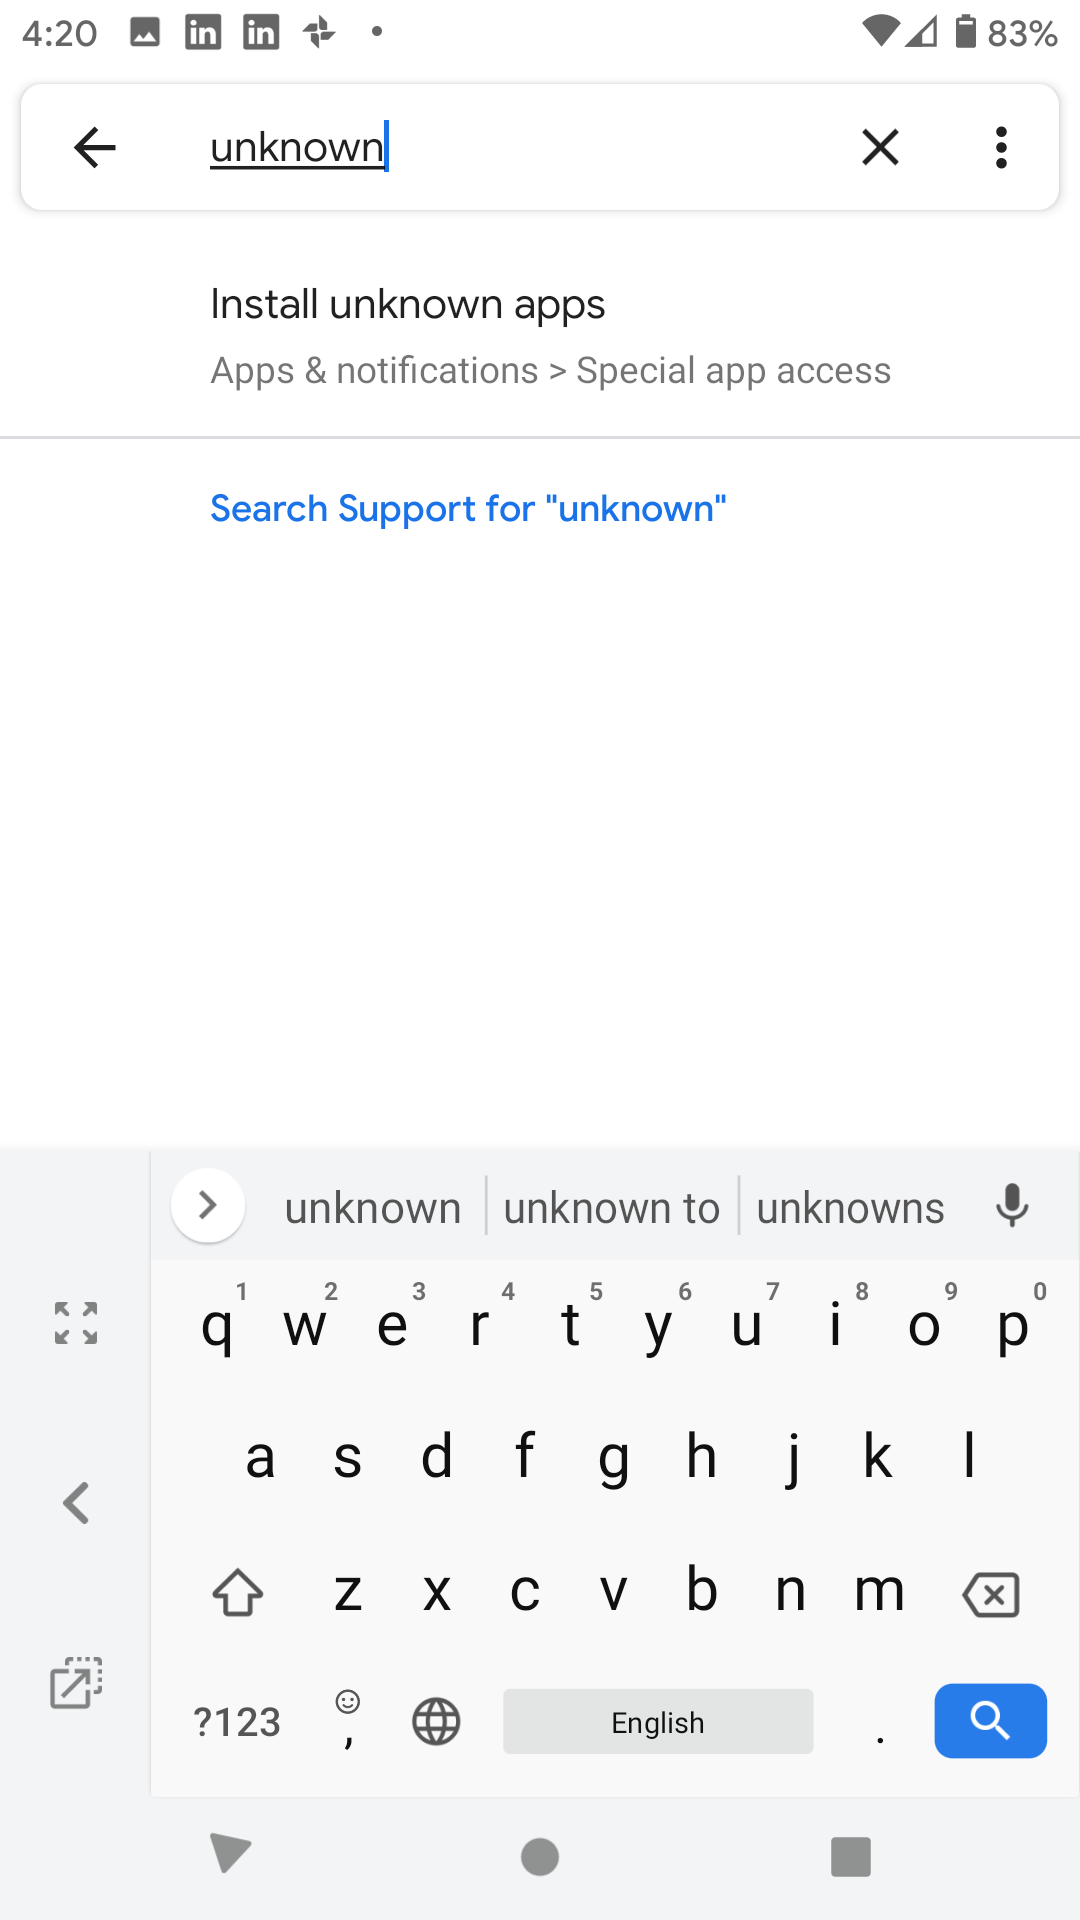 4:20 83%
unknown
Install unknown apps
Apps & notifications > Special app access
Search Support for "unknown"
unknown unknown to unknowns
1 2 3 4 5 6 7 8 9 0
q w e r t y u i o p
a s d f g h j k l
z x c v b n m
?123 , English .